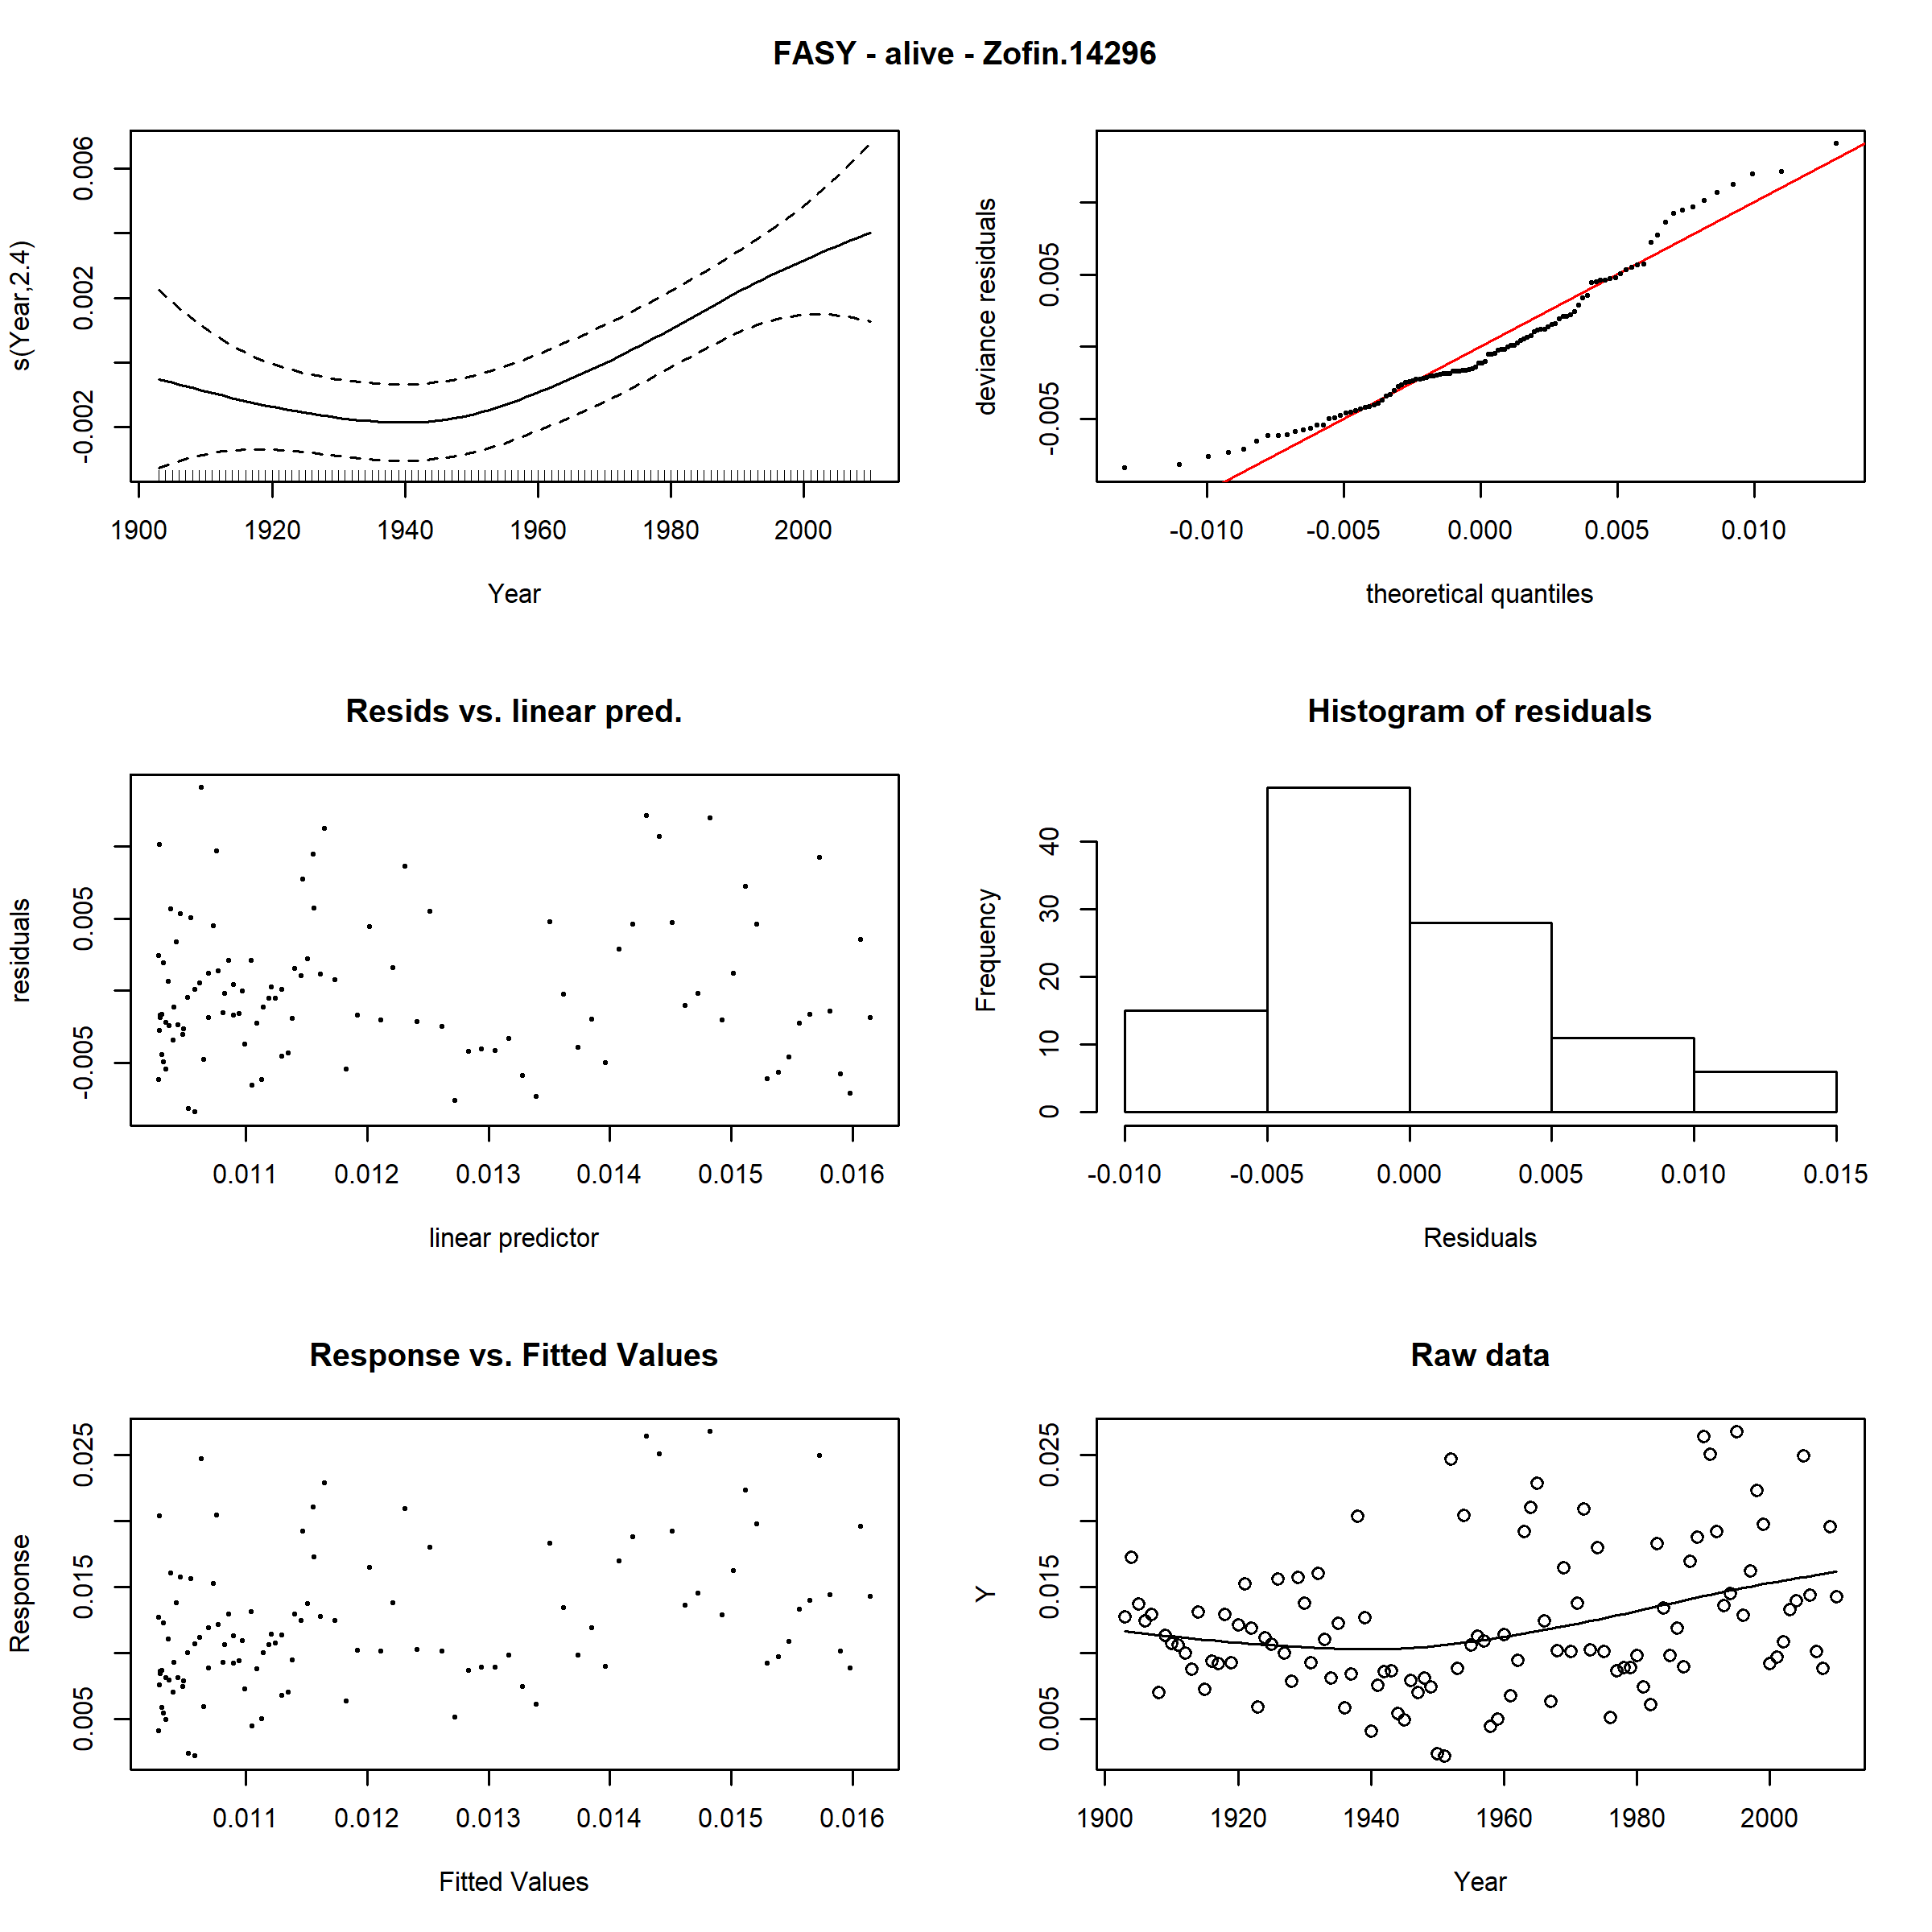 FASY - alive - Zofin.14296
s(Year,2.4)
-0.002
0.002
0.006
1900 1920 1940 1960 1980 2000
Year
deviance residuals
-0.005
0.005
-0.010 -0.005 0.000 0.005 0.010
theoretical quantiles
Resids vs. linear pred.
residuals
-0.005
0.005
0.011 0.012 0.013 0.014 0.015 0.016
linear predictor
Histogram of residuals
Frequency
0
10
20
30
40
-0.010 -0.005 0.000 0.005 0.010 0.015
Residuals
Response vs. Fitted Values
Response
0.005
0.015
0.025
0.011 0.012 0.013 0.014 0.015 0.016
Fitted Values
Raw data
Y
0.005
0.015
0.025
1900 1920 1940 1960 1980 2000
Year